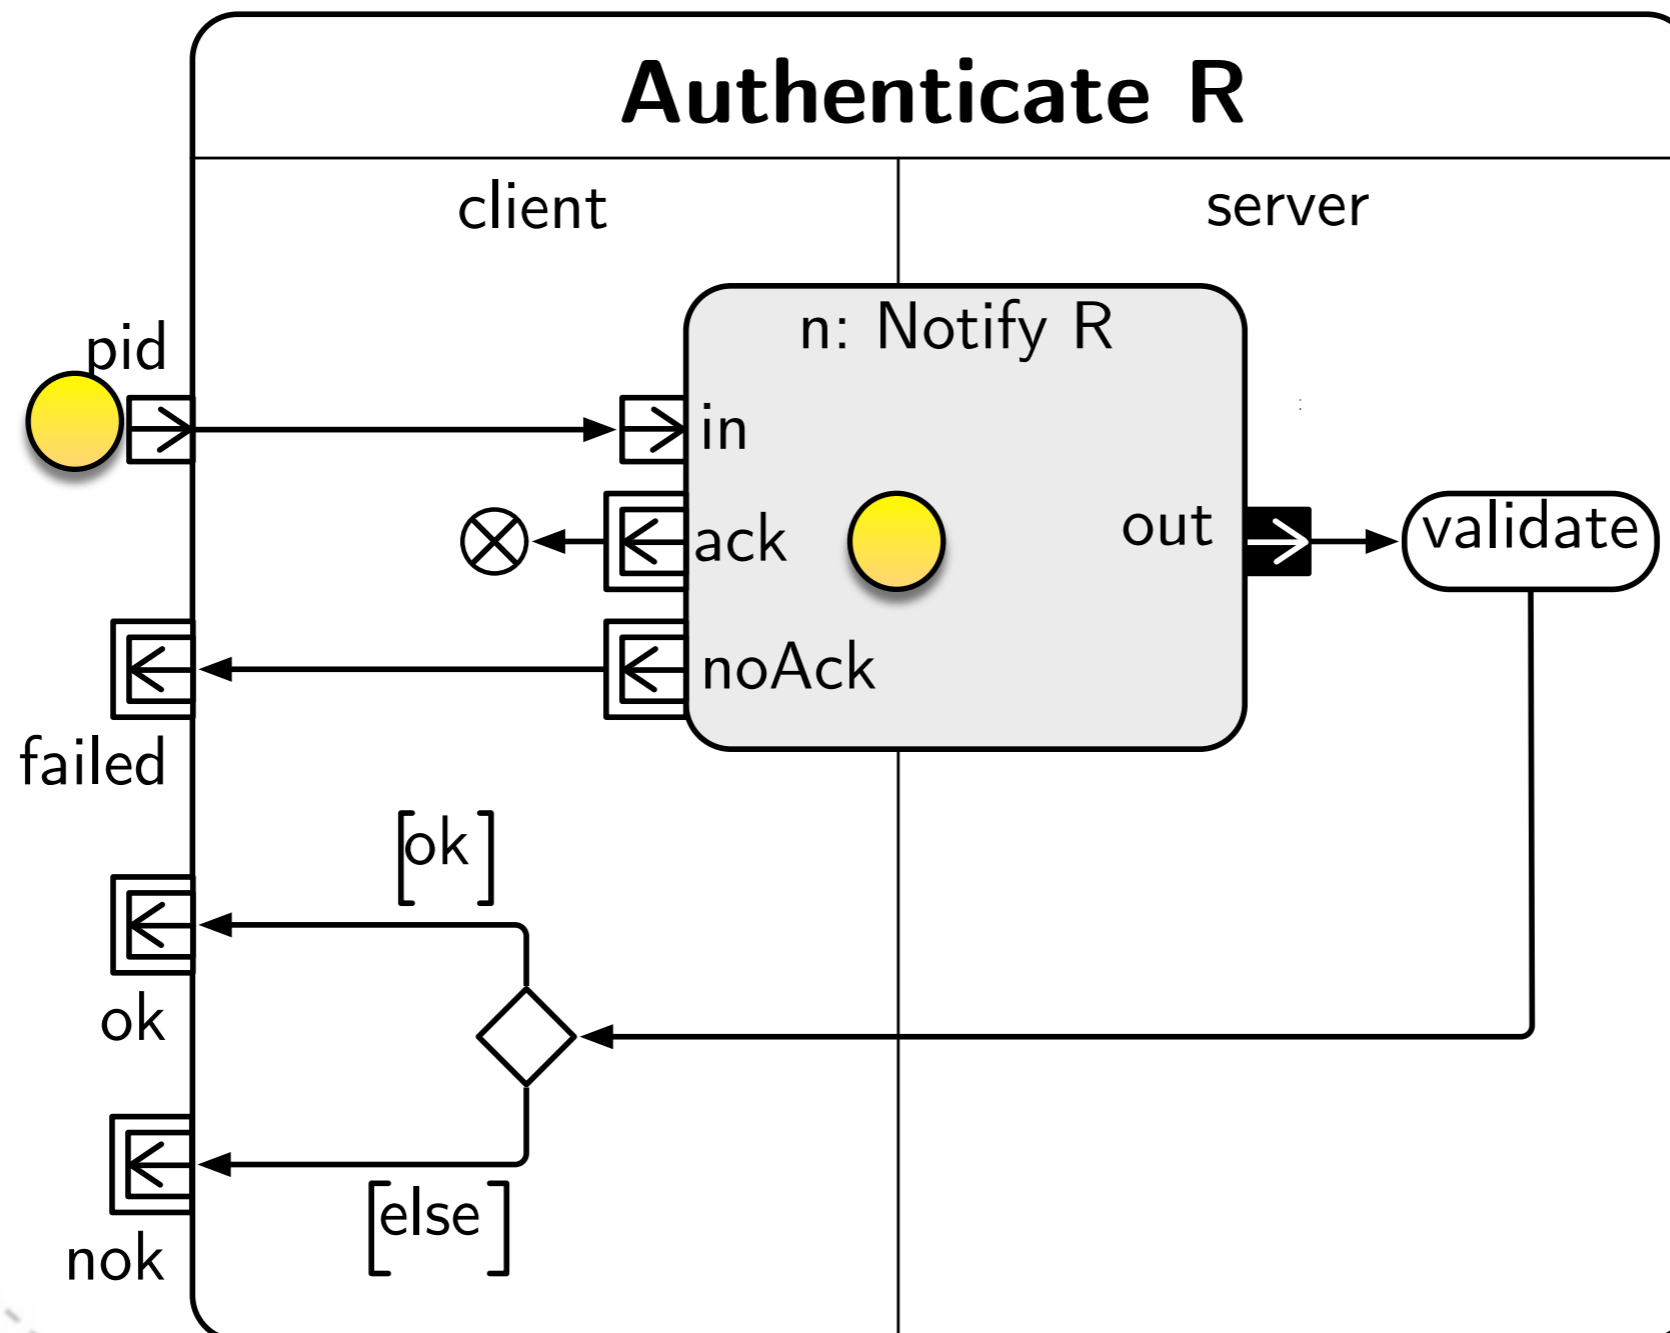 Authenticate R
client
server
n: Notify R
pid
in
ack
out
validate
noAck
failed
[ok]
ok
[else]
nok